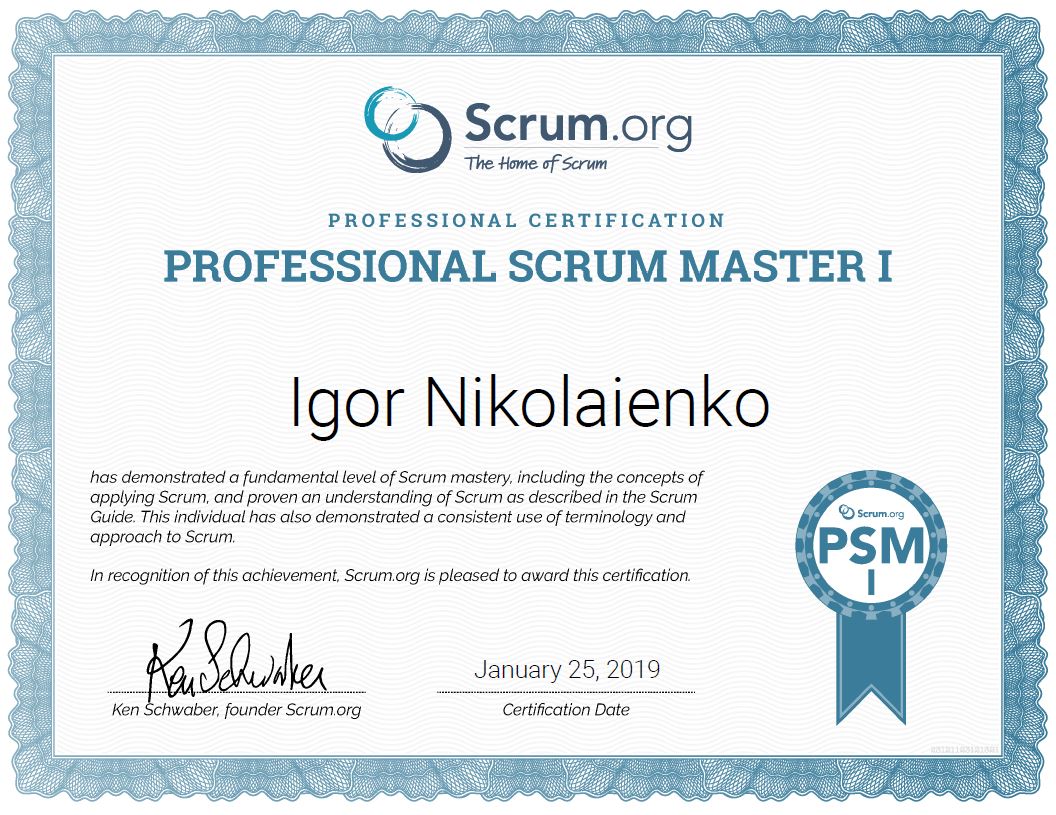 Scrum.org
The Home of Scrum
PROFESSIONAL CERTIFICATION
PROFESSIONAL SCRUM MASTER I
Igor Nikolaienko
has demonstrated a fundamental level of Scrum mastery, including the concepts of
applying Scrum, and proven an understanding of Scrum as described in the Scrum
Guide. This individual has also demonstrated a consistent use of terminology and
approach to Scrum.
In recognition of this achievement, Scrum.org is pleased to award this certification.
Scrum.org
PSM
I
Ken Schwaber
January 25, 2019
Ken Schwaber, founder Scrum.org
Certification Date